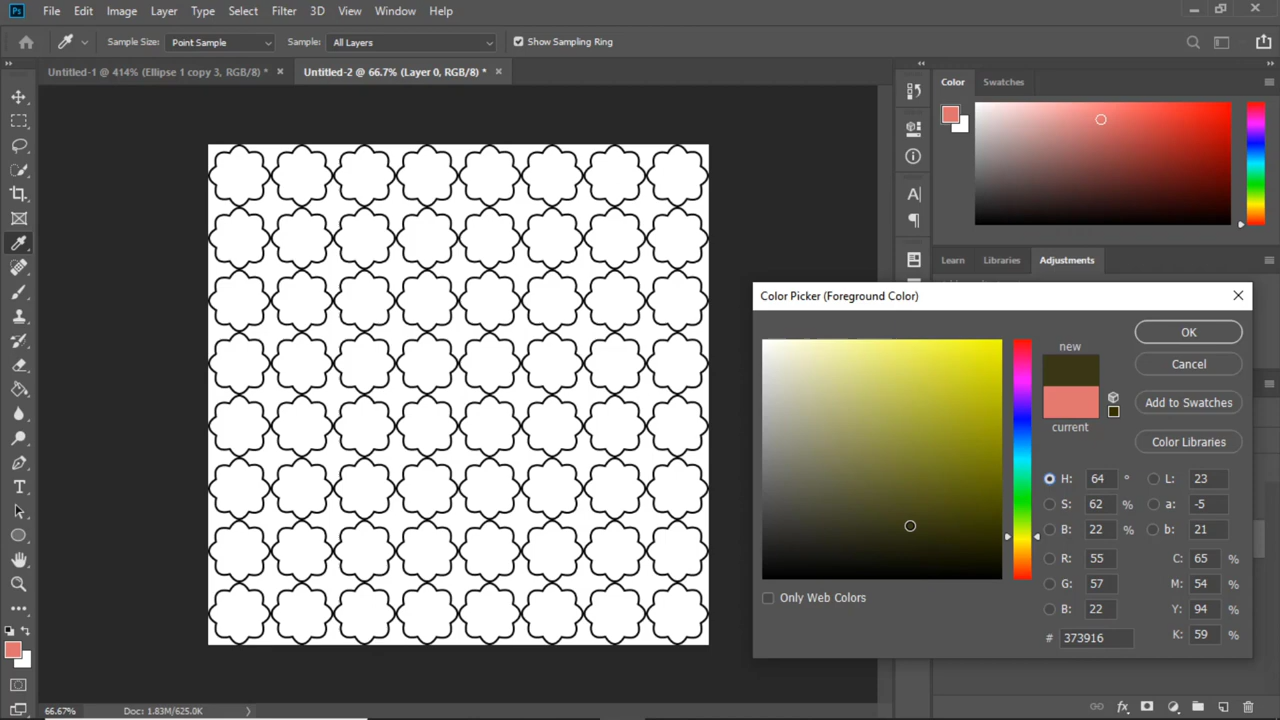 Ps File Edit Image Layer Type Select Filter 3D View Window Help
Sample Size: Point Sample Sample: All Layers Show Sampling Ring
Untitled-1 @ 414% (Ellipse 1 copy 3, RGB/8) * × Untitled-2 @ 66.7% (Layer 0, RGB/8) * ×
Color Swatches
Learn Libraries Adjustments
Color Picker (Foreground Color)
OK
new
Cancel
Add to Swatches
current
Color Libraries
H: 64 ° L: 23
S: 62 % a: -5
B: 22 % b: 21
R: 55 C: 65 %
G: 57 M: 54 %
B: 22 Y: 94 %
# 373916 K: 59 %
Only Web Colors
66.67% Doc: 1.83M/625.0K